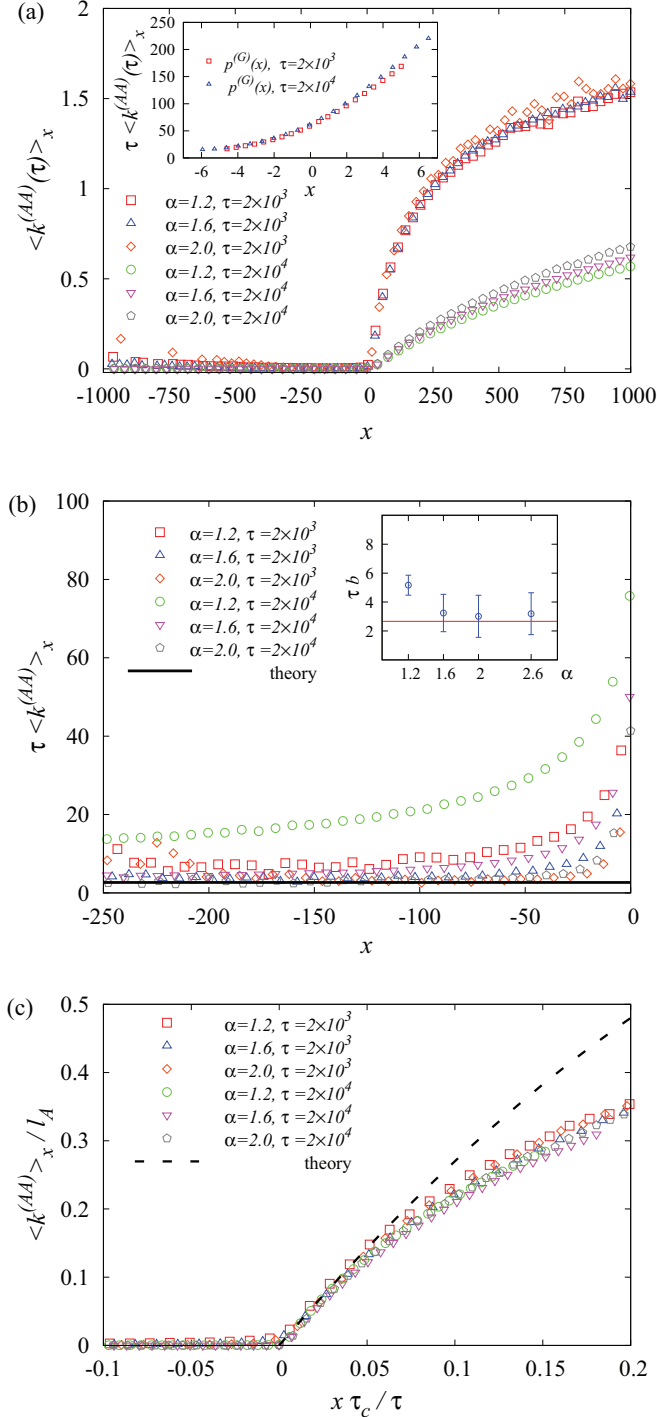 (a)
<k^(AA)(τ)>_x
2
1.5
1
0.5
0
-1000 -750 -500 -250 0 250 500 750 1000
x
τ <k^(AA)(τ)>_x
250
200
150
100
50
0
-6 -4 -2 0 2 4 6
x
p^(G)(x), τ=2×10^3
p^(G)(x), τ=2×10^4
α=1.2, τ=2×10^3
α=1.6, τ=2×10^3
α=2.0, τ=2×10^3
α=1.2, τ=2×10^4
α=1.6, τ=2×10^4
α=2.0, τ=2×10^4
(b)
τ <k^(AA)>_x
100
80
60
40
20
0
-250 -200 -150 -100 -50 0
x
α=1.2, τ=2×10^3
α=1.6, τ=2×10^3
α=2.0, τ=2×10^3
α=1.2, τ=2×10^4
α=1.6, τ=2×10^4
α=2.0, τ=2×10^4
theory
τ b
8
6
4
2
1.2 1.6 2 2.6 α
(c)
<k^(AA)>_x / l_A
0.5
0.4
0.3
0.2
0.1
0
-0.1 -0.05 0 0.05 0.1 0.15 0.2
x τ_c / τ
α=1.2, τ=2×10^3
α=1.6, τ=2×10^3
α=2.0, τ=2×10^3
α=1.2, τ=2×10^4
α=1.6, τ=2×10^4
α=2.0, τ=2×10^4
theory